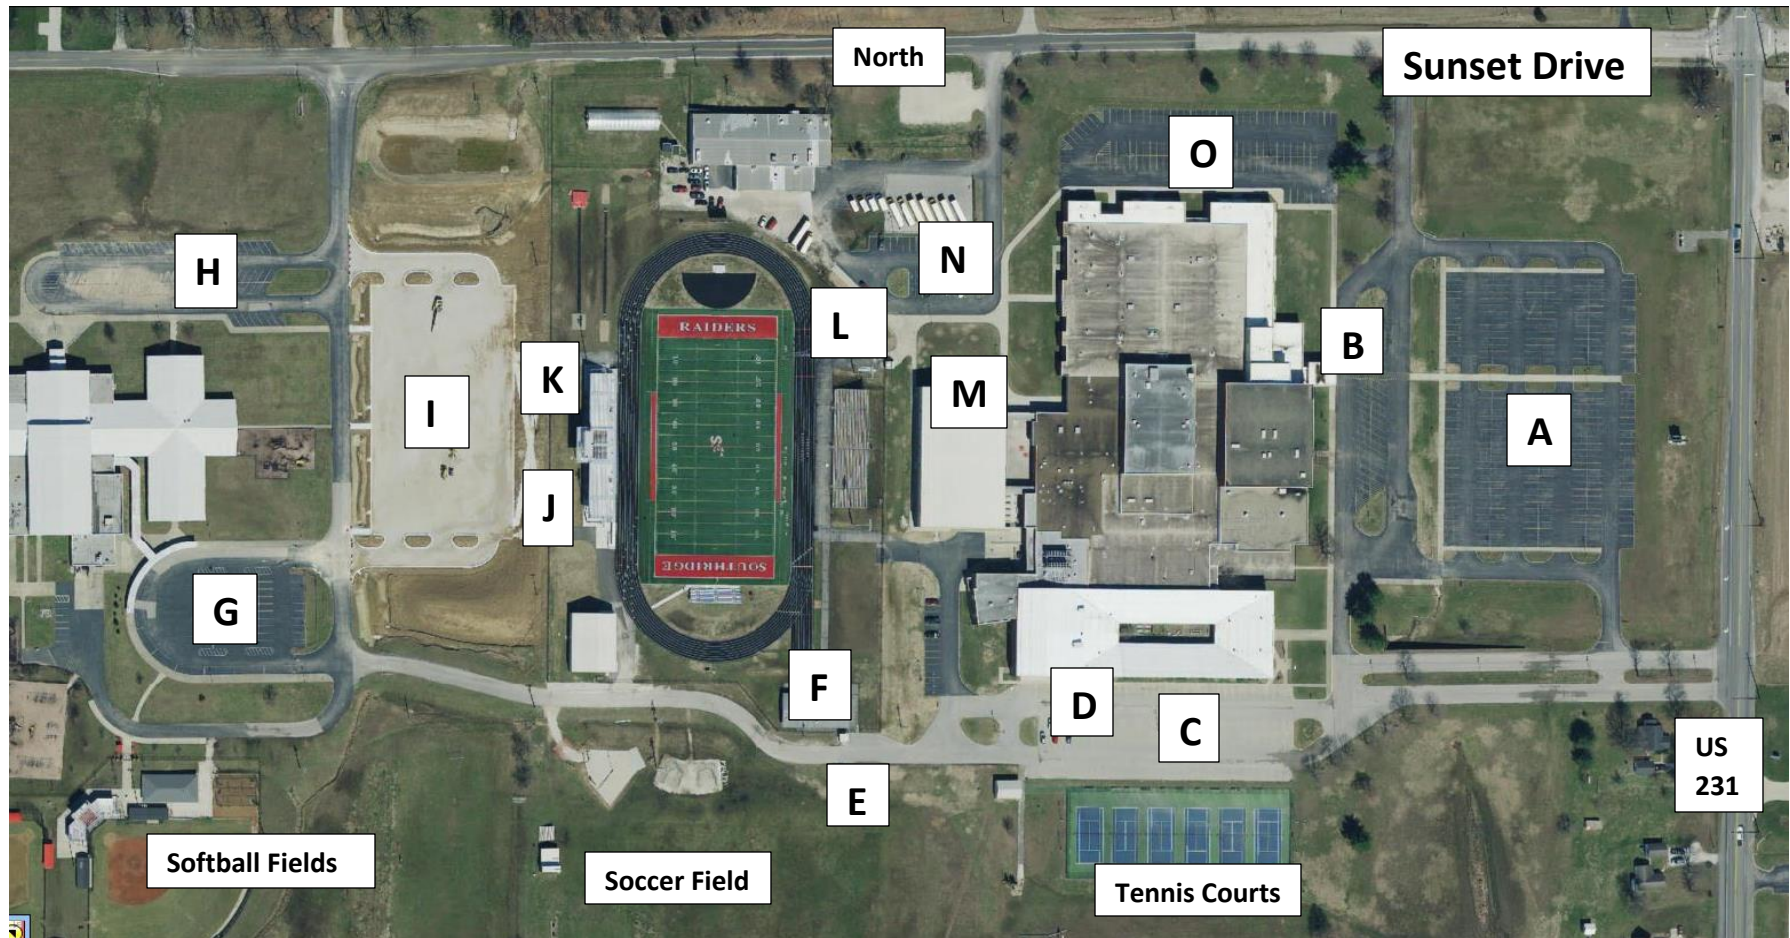 North
Sunset Drive
O
H
N
L
B
K
I
M
A
RAIDERS
J
SOUTHRIDGE
G
F
D
C
US
231
E
Softball Fields
Soccer Field
Tennis Courts